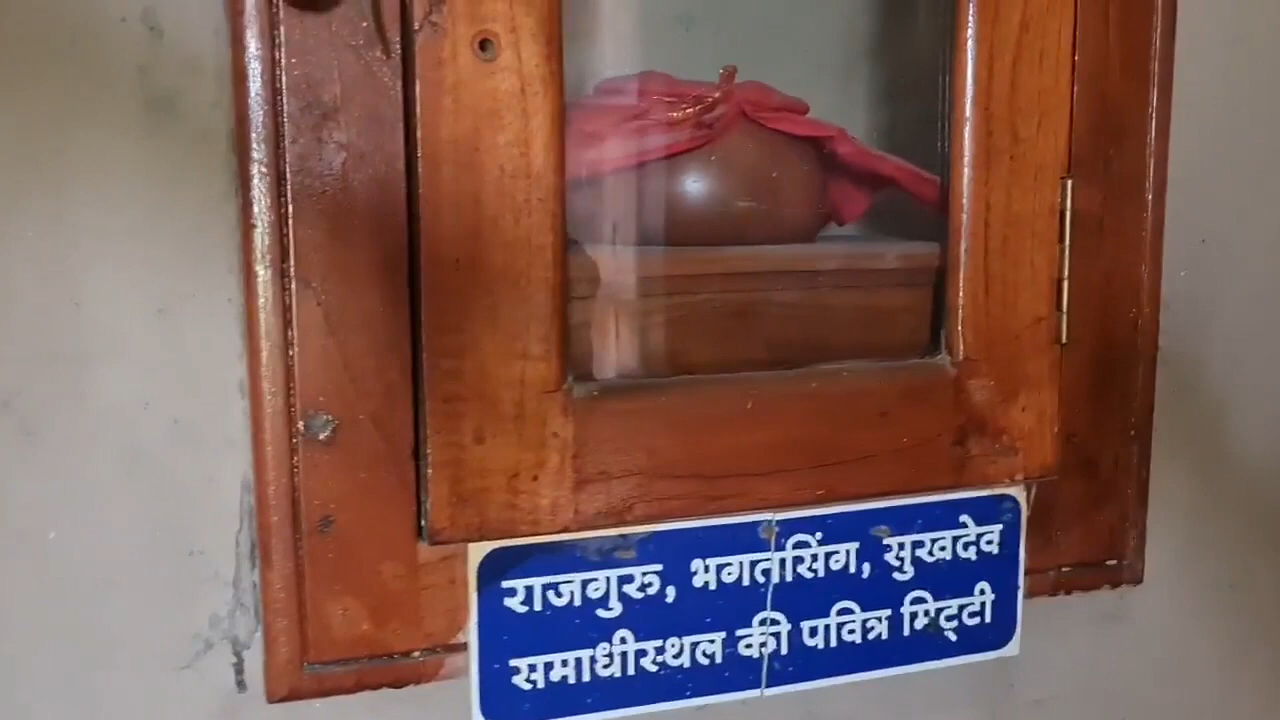 राजगुरु, भगतसिंग, सुखदेव
समाधीस्थल की पवित्र मिट्टी